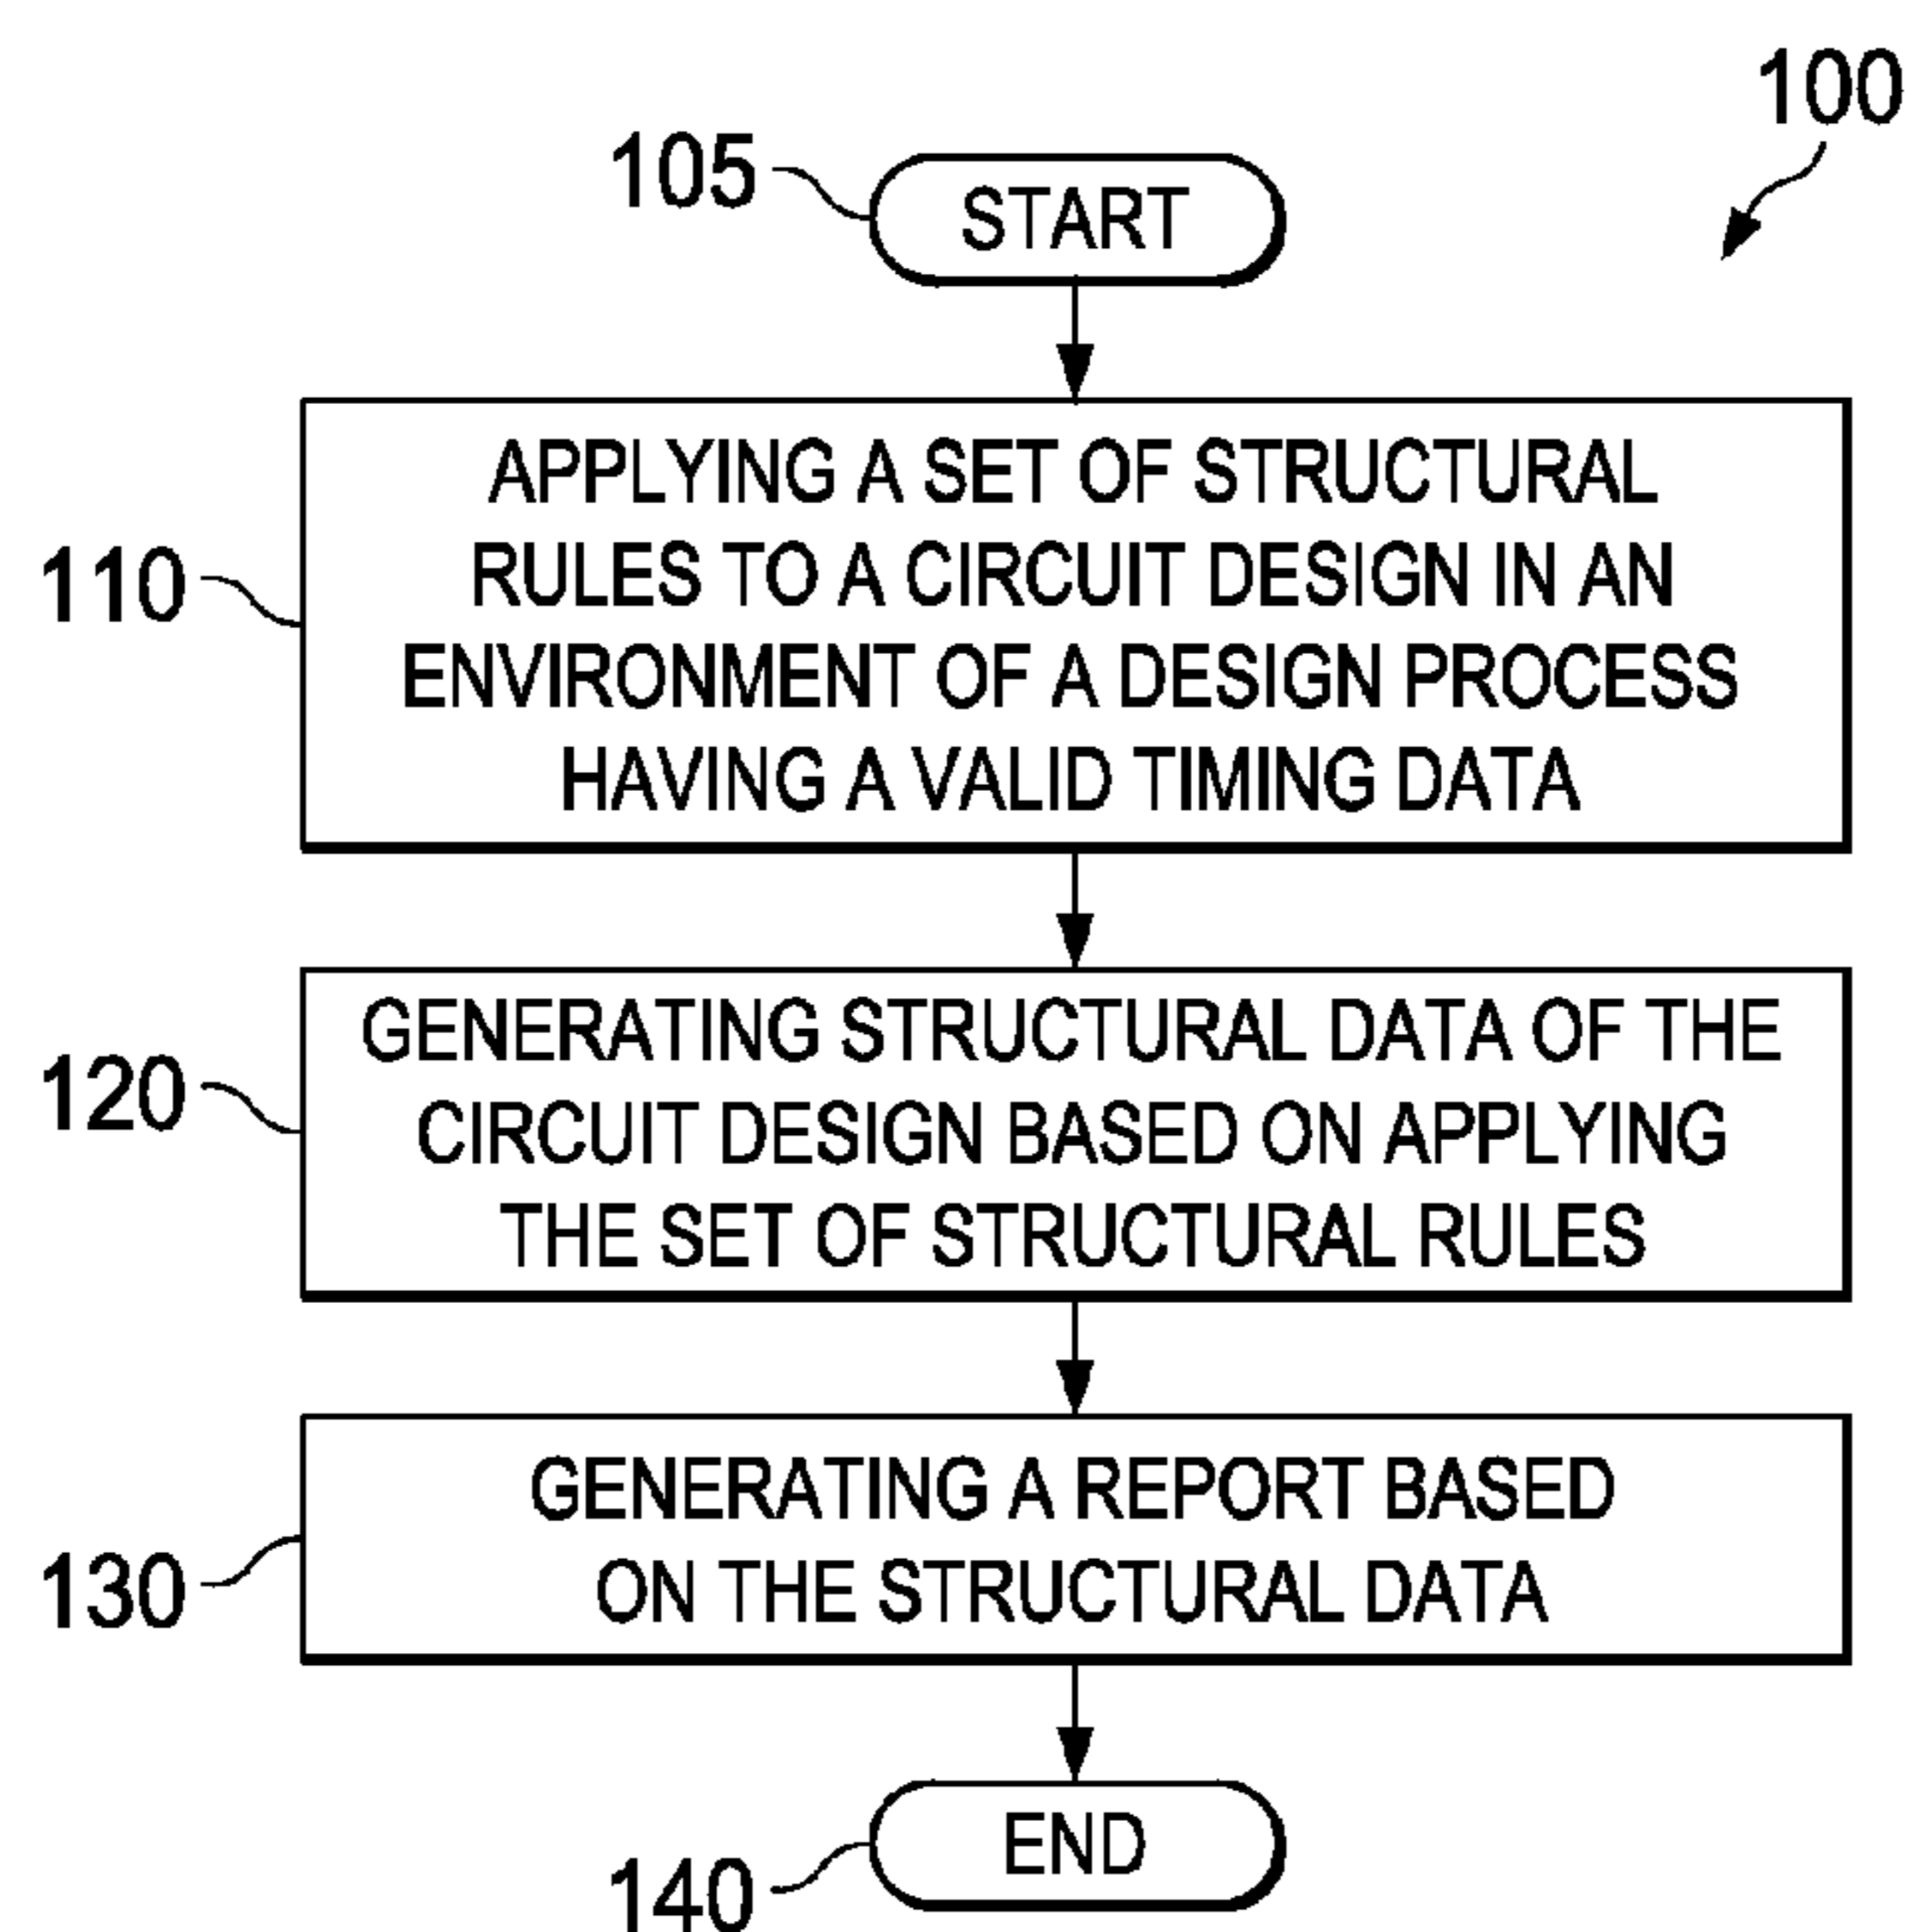 100
105
START
110
APPLYING A SET OF STRUCTURAL
RULES TO A CIRCUIT DESIGN IN AN
ENVIRONMENT OF A DESIGN PROCESS
HAVING A VALID TIMING DATA
120
GENERATING STRUCTURAL DATA OF THE
CIRCUIT DESIGN BASED ON APPLYING
THE SET OF STRUCTURAL RULES
130
GENERATING A REPORT BASED
ON THE STRUCTURAL DATA
END
140